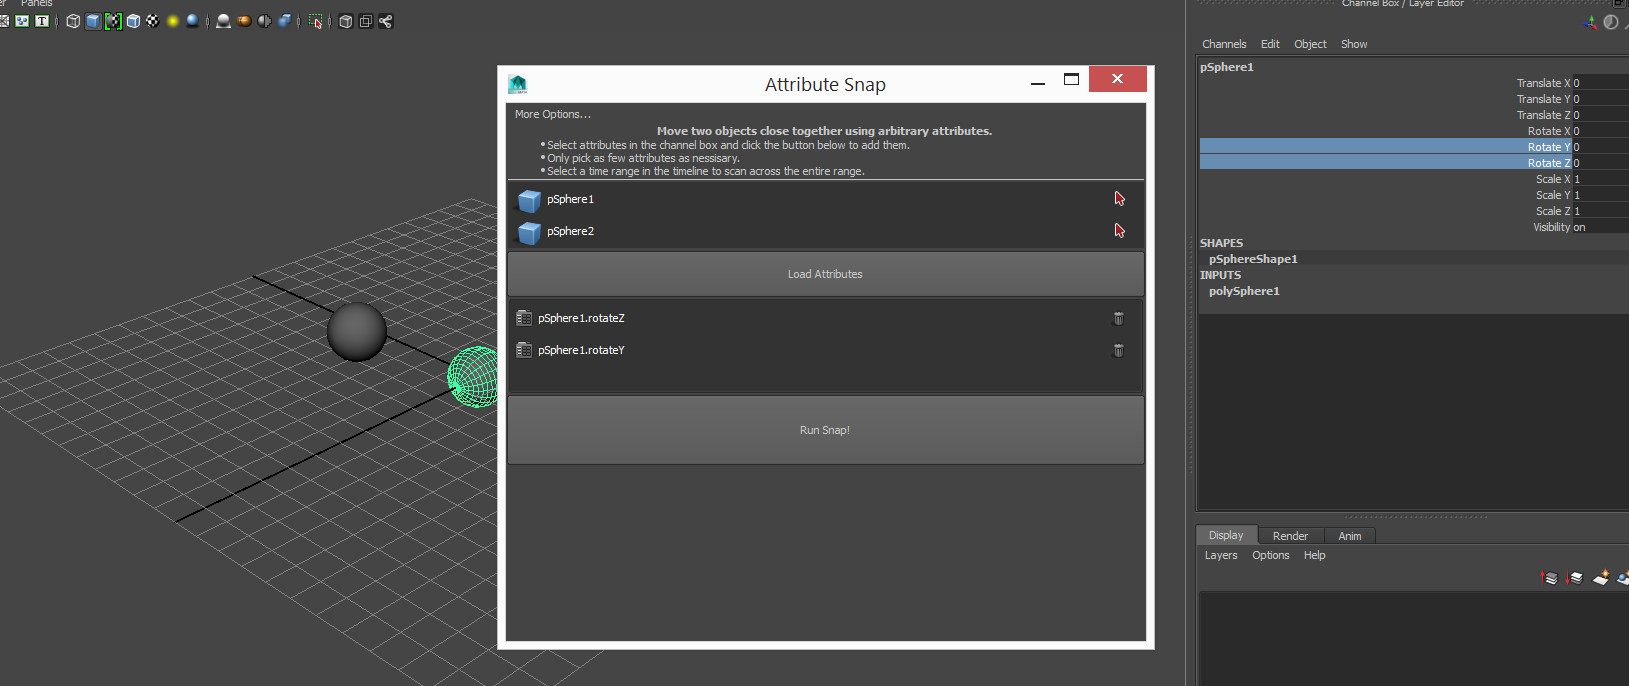 Panels
T
Channel Box / Layer Editor
Channels Edit Object Show
pSphere1
Translate X 0
Translate Y 0
Translate Z 0
Rotate X 0
Rotate Y 0
Rotate Z 0
Scale X 1
Scale Y 1
Scale Z 1
Visibility on
SHAPES
pSphereShape1
INPUTS
polySphere1
Attribute Snap
More Options...
Move two objects close together using arbitrary attributes.
•Select attributes in the channel box and click the button below to add them.
•Only pick as few attributes as nessisary.
•Select a time range in the timeline to scan across the entire range.
pSphere1
pSphere2
Load Attributes
pSphere1.rotateZ
pSphere1.rotateY
Run Snap!
Display Render Anim
Layers Options Help